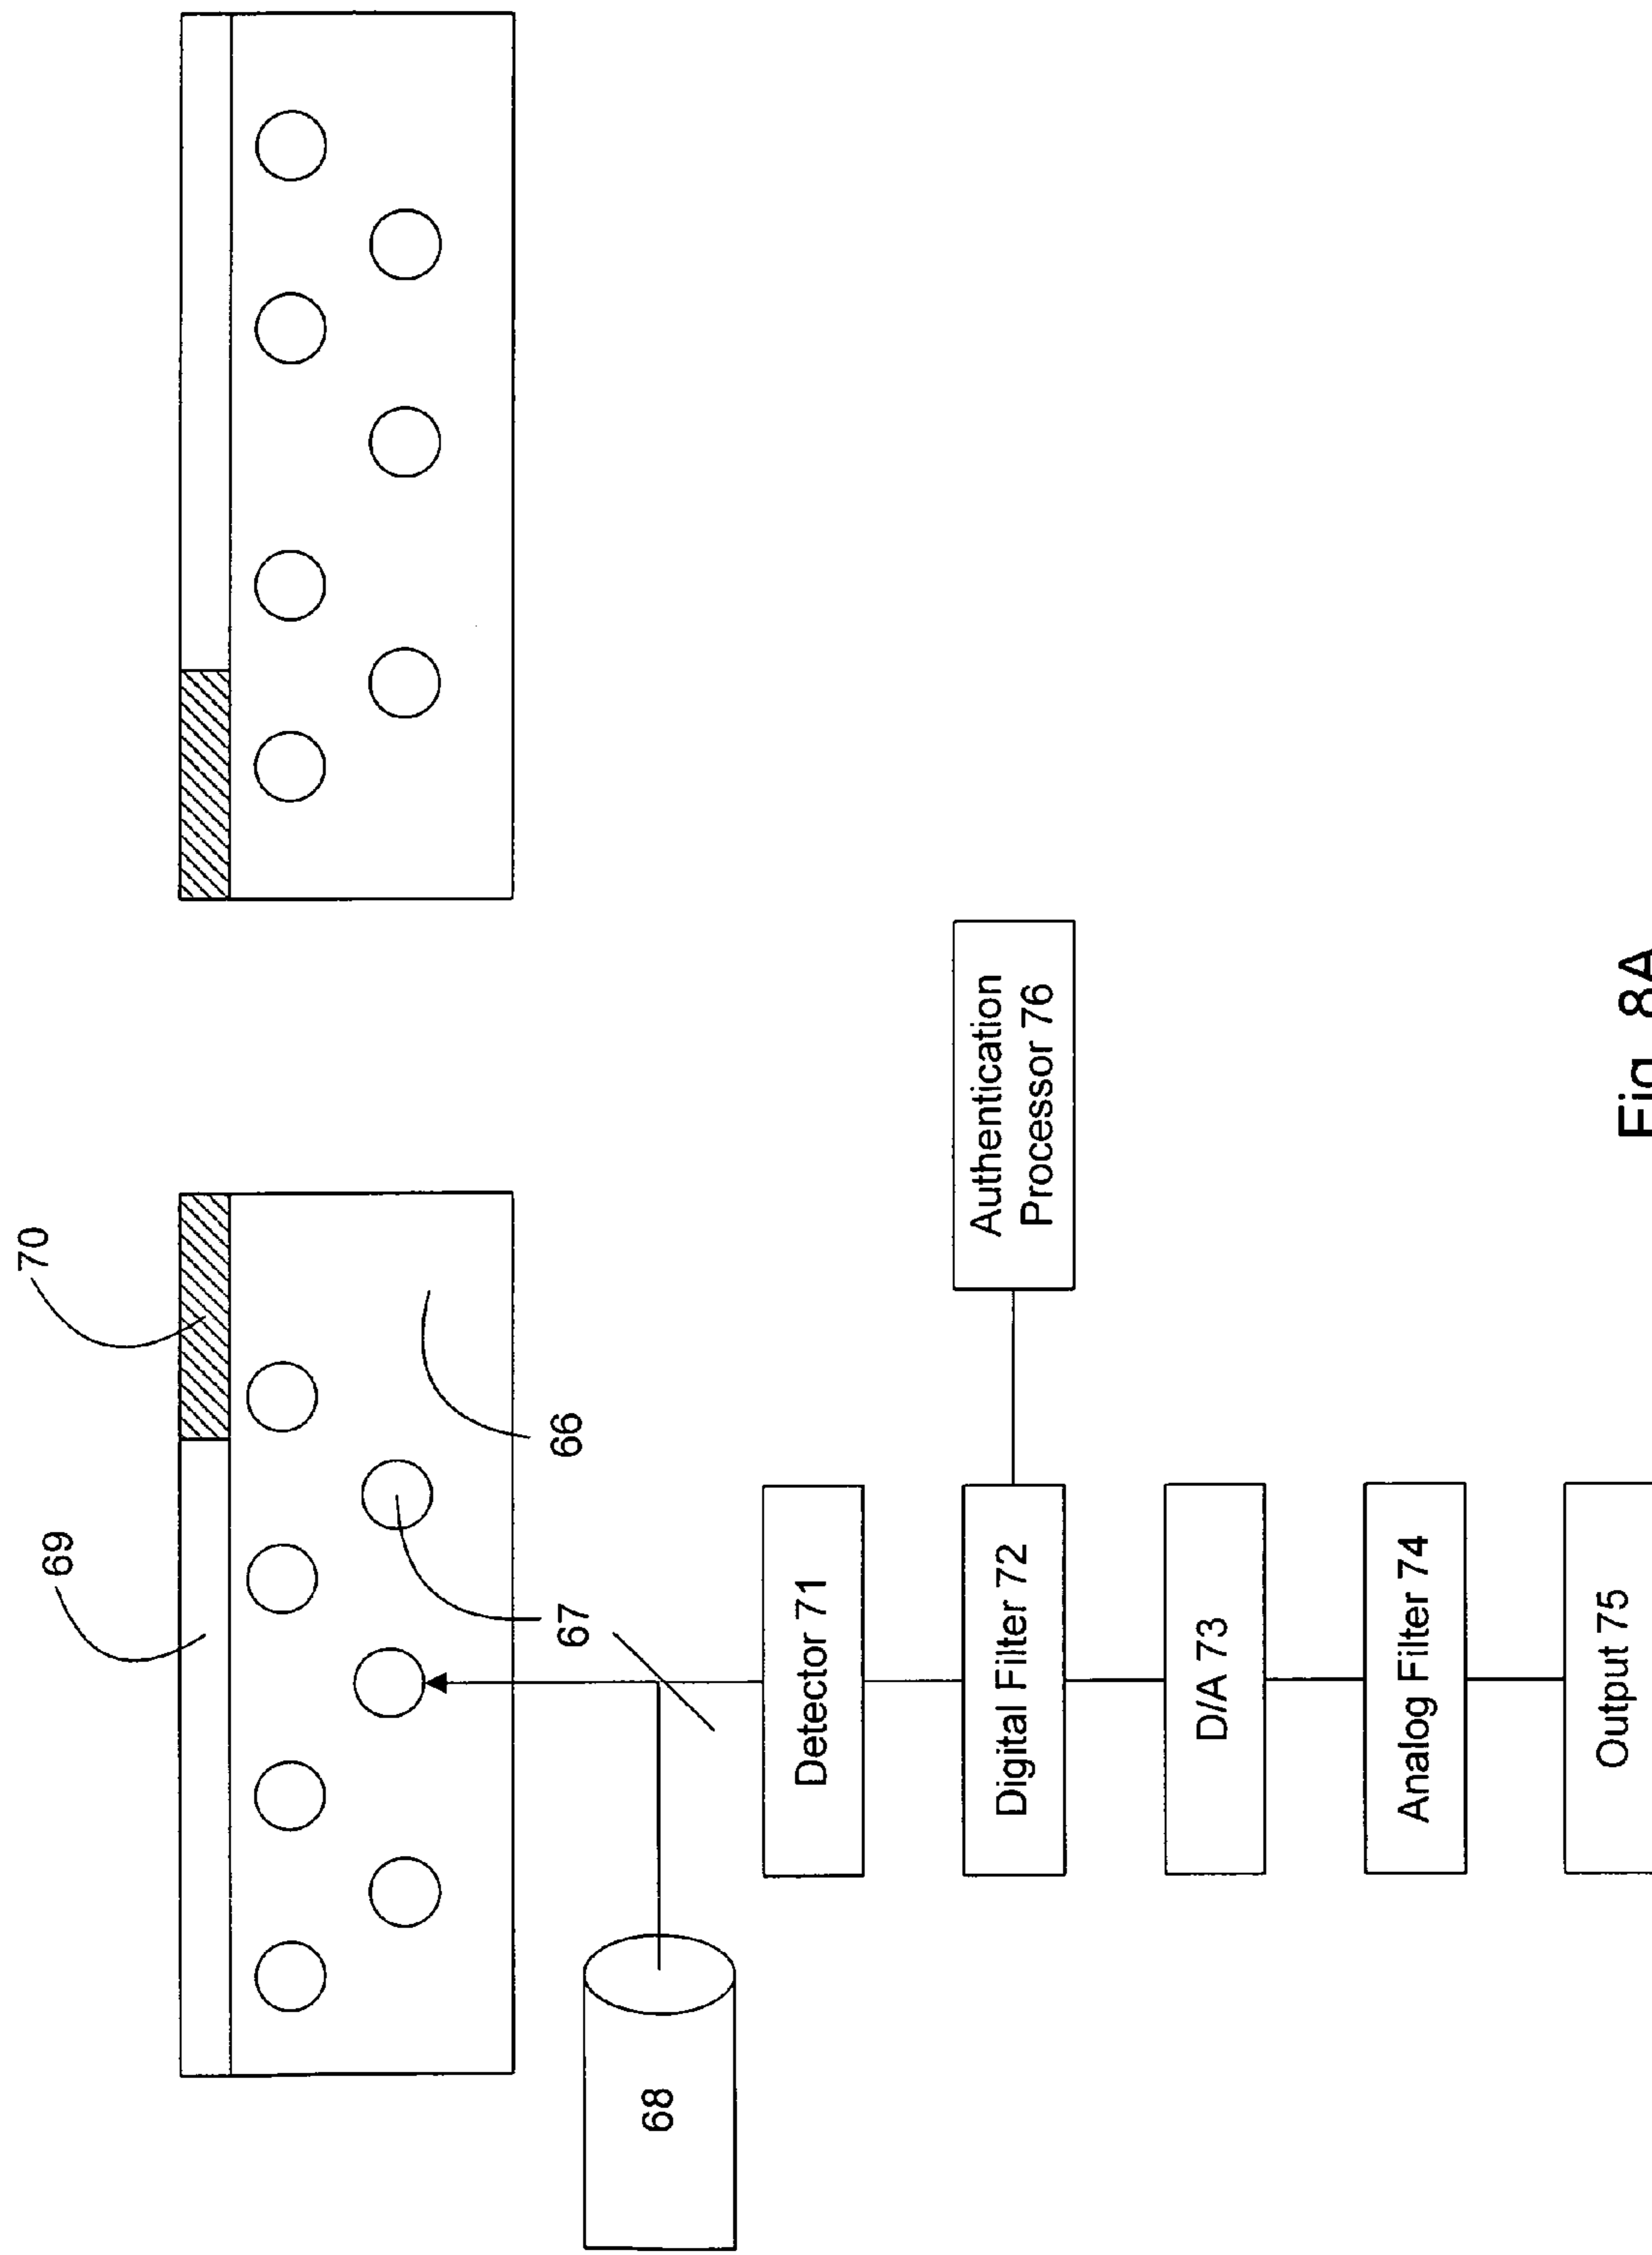 70
69
66
67
68
Detector 71
Digital Filter 72
Authentication
Processor 76
D/A 73
Analog Filter 74
Output 75
Fig. 8A